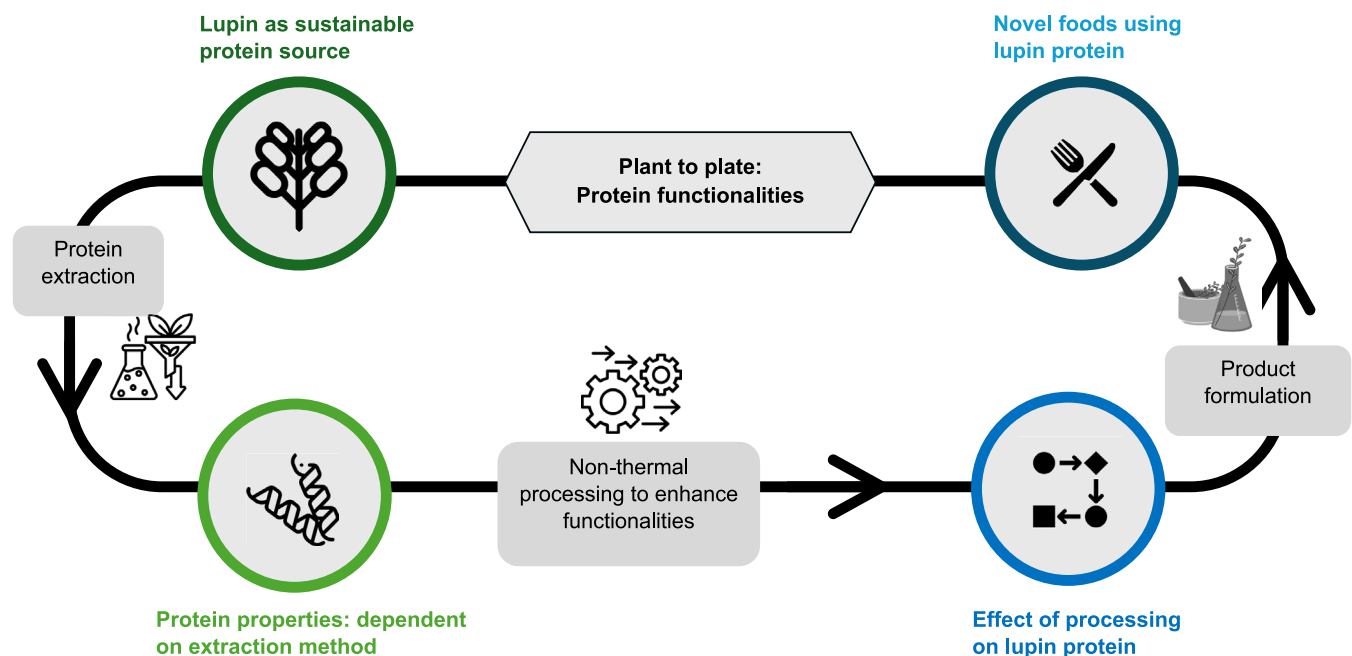 Lupin as sustainable
protein source
Novel foods using
lupin protein
Plant to plate:
Protein functionalities
Protein
extraction
Product
formulation
Non-thermal
processing to enhance
functionalities
Protein properties: dependent
on extraction method
Effect of processing
on lupin protein